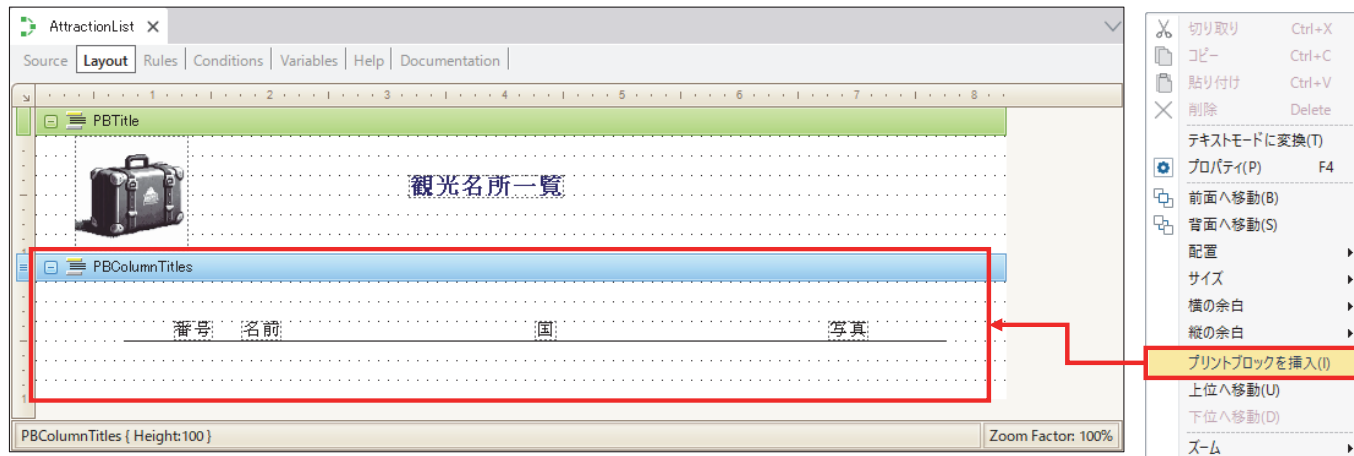 AttractionList
Source Layout Rules Conditions Variables Help Documentation
1 2 3 4 5 6 7 8
PBTitle
観光名所一覧
1
PBColumnTitles
番号 名前 国 写真
1
PBColumnTitles { Height:100 } Zoom Factor: 100%
切り取り Ctrl+X
コピー Ctrl+C
貼り付け Ctrl+V
削除 Delete
テキストモードに変換(T)
プロパティ(P) F4
前面へ移動(B)
背面へ移動(S)
配置
サイズ
横の余白
縦の余白
プリントブロックを挿入(I)
上位へ移動(U)
下位へ移動(D)
ズーム